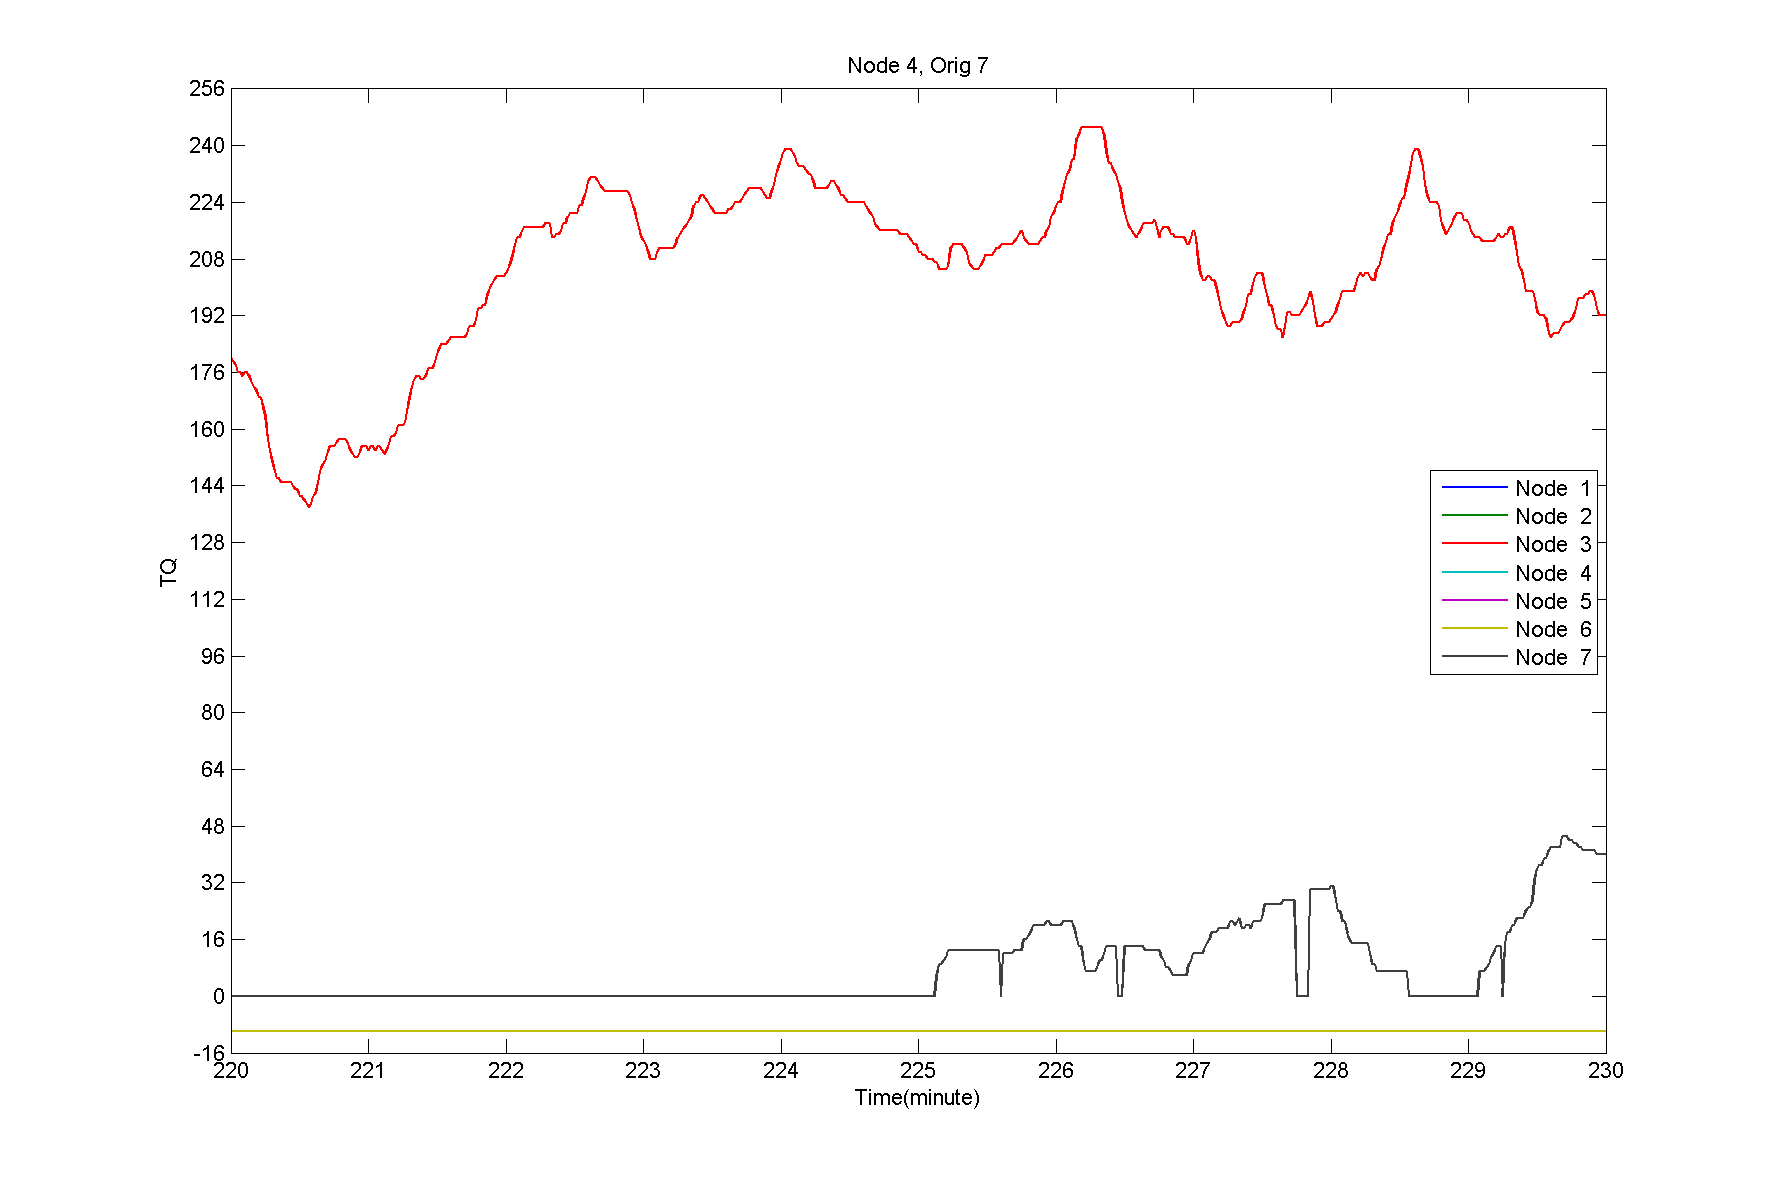 Node 4, Orig 7
256
240
224
208
192
176
160
144
128
112
96
80
64
48
32
16
0
-16
TQ
Node 1
Node 2
Node 3
Node 4
Node 5
Node 6
Node 7
220 221 222 223 224 225 226 227 228 229 230
Time(minute)